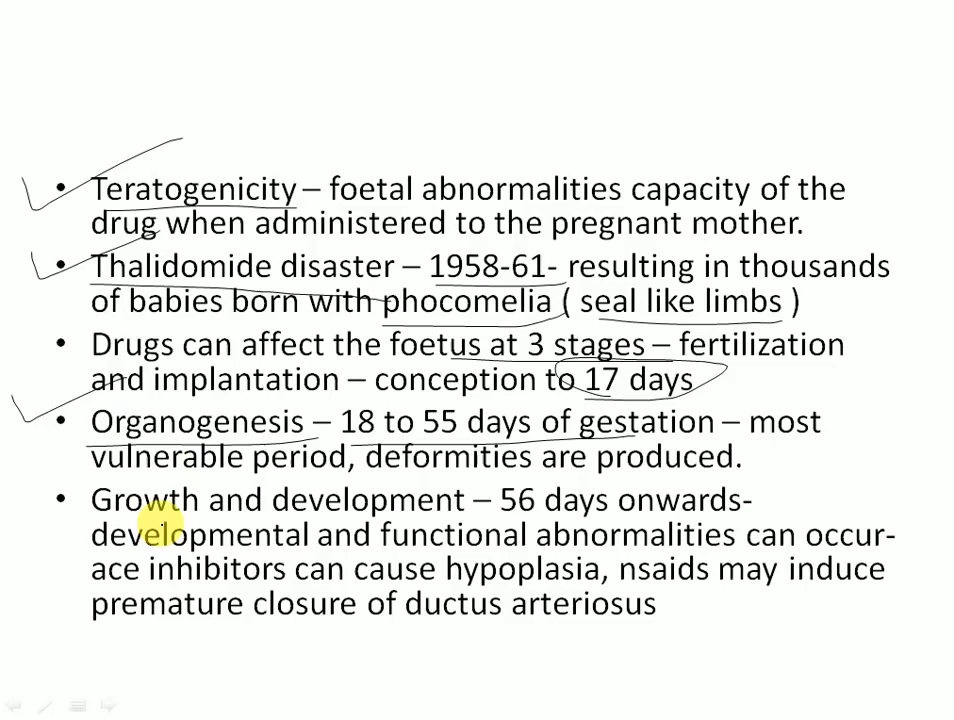 • Teratogenicity – foetal abnormalities capacity of the
drug when administered to the pregnant mother.
• Thalidomide disaster – 1958-61- resulting in thousands
of babies born with phocomelia ( seal like limbs )
• Drugs can affect the foetus at 3 stages – fertilization
and implantation – conception to 17 days
• Organogenesis – 18 to 55 days of gestation – most
vulnerable period, deformities are produced.
• Growth and development – 56 days onwards-
developmental and functional abnormalities can occur-
ace inhibitors can cause hypoplasia, nsaids may induce
premature closure of ductus arteriosus